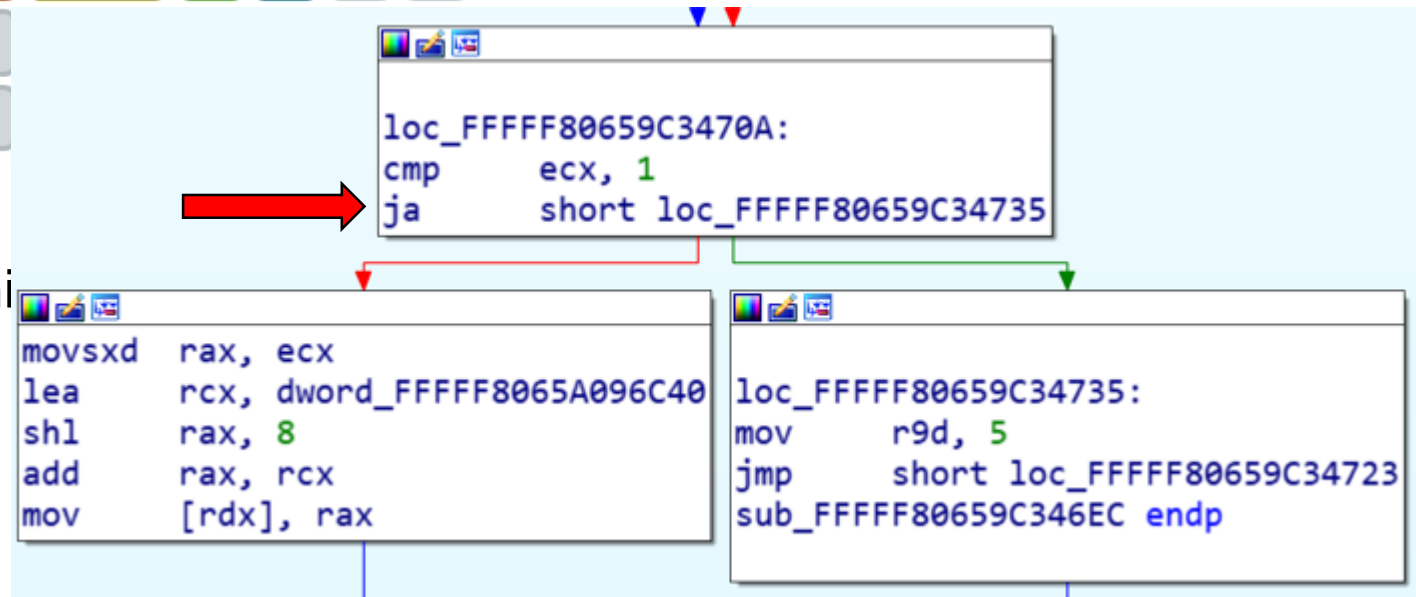 loc_FFFFF80659C3470A:
cmp ecx, 1
ja short loc_FFFFF80659C34735
movsxd rax, ecx
lea rcx, dword_FFFFF8065A096C40
shl rax, 8
add rax, rcx
mov [rdx], rax
loc_FFFFF80659C34735:
mov r9d, 5
jmp short loc_FFFFF80659C34723
sub_FFFFF80659C346EC endp